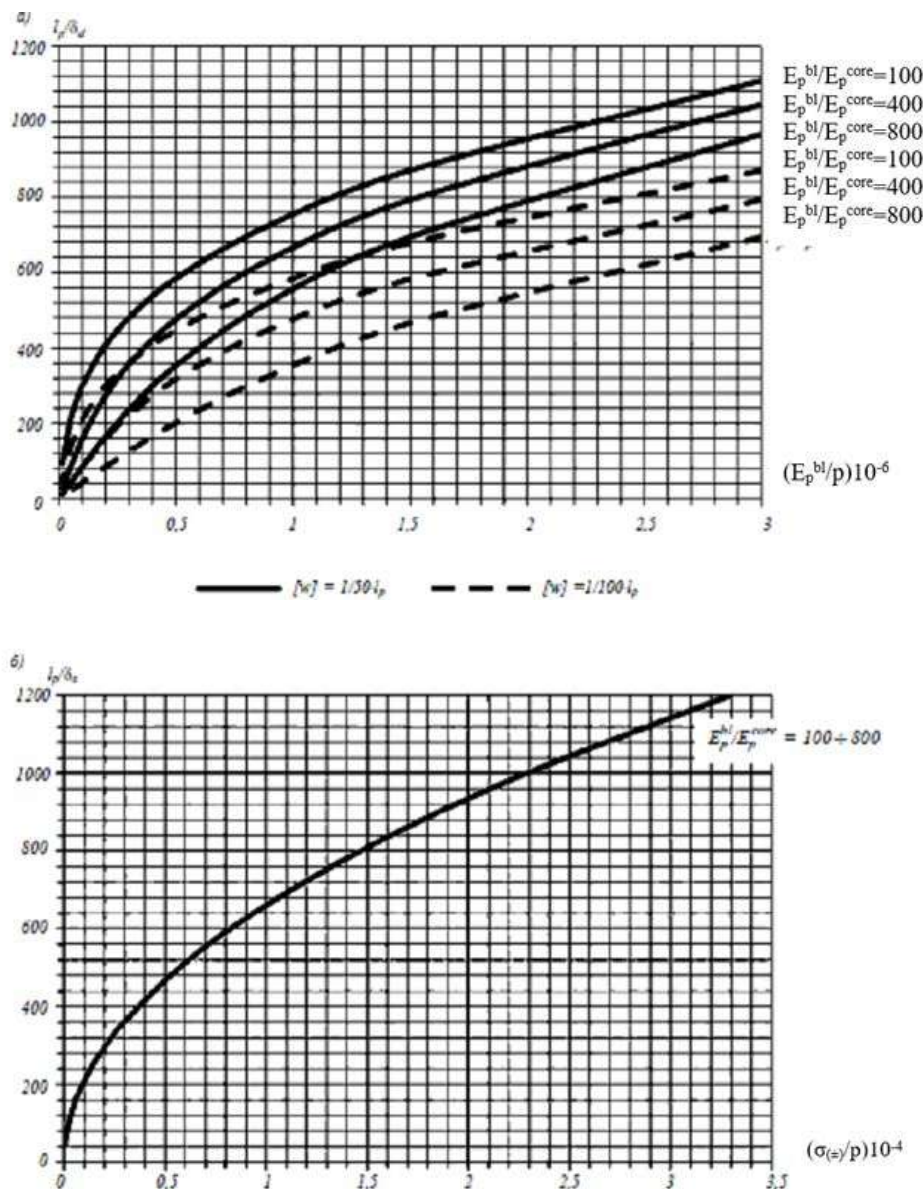 а)
l_p/δ_d
1200
1000
800
600
400
200
0
0 0,5 1 1,5 2 2,5 3
E_p^bl/E_p^core=100
E_p^bl/E_p^core=400
E_p^bl/E_p^core=800
E_p^bl/E_p^core=100
E_p^bl/E_p^core=400
E_p^bl/E_p^core=800
(E_p^bl/p)10^-6
[w] = 1/50·l_p [w] =1/100·l_p
б)
l_p/δ_s
1200
1000
800
600
400
200
0
0 0,5 1 1,5 2 2,5 3 3,5
E_p^bl/E_p^core = 100÷800
(σ_(±)/p)10^-4